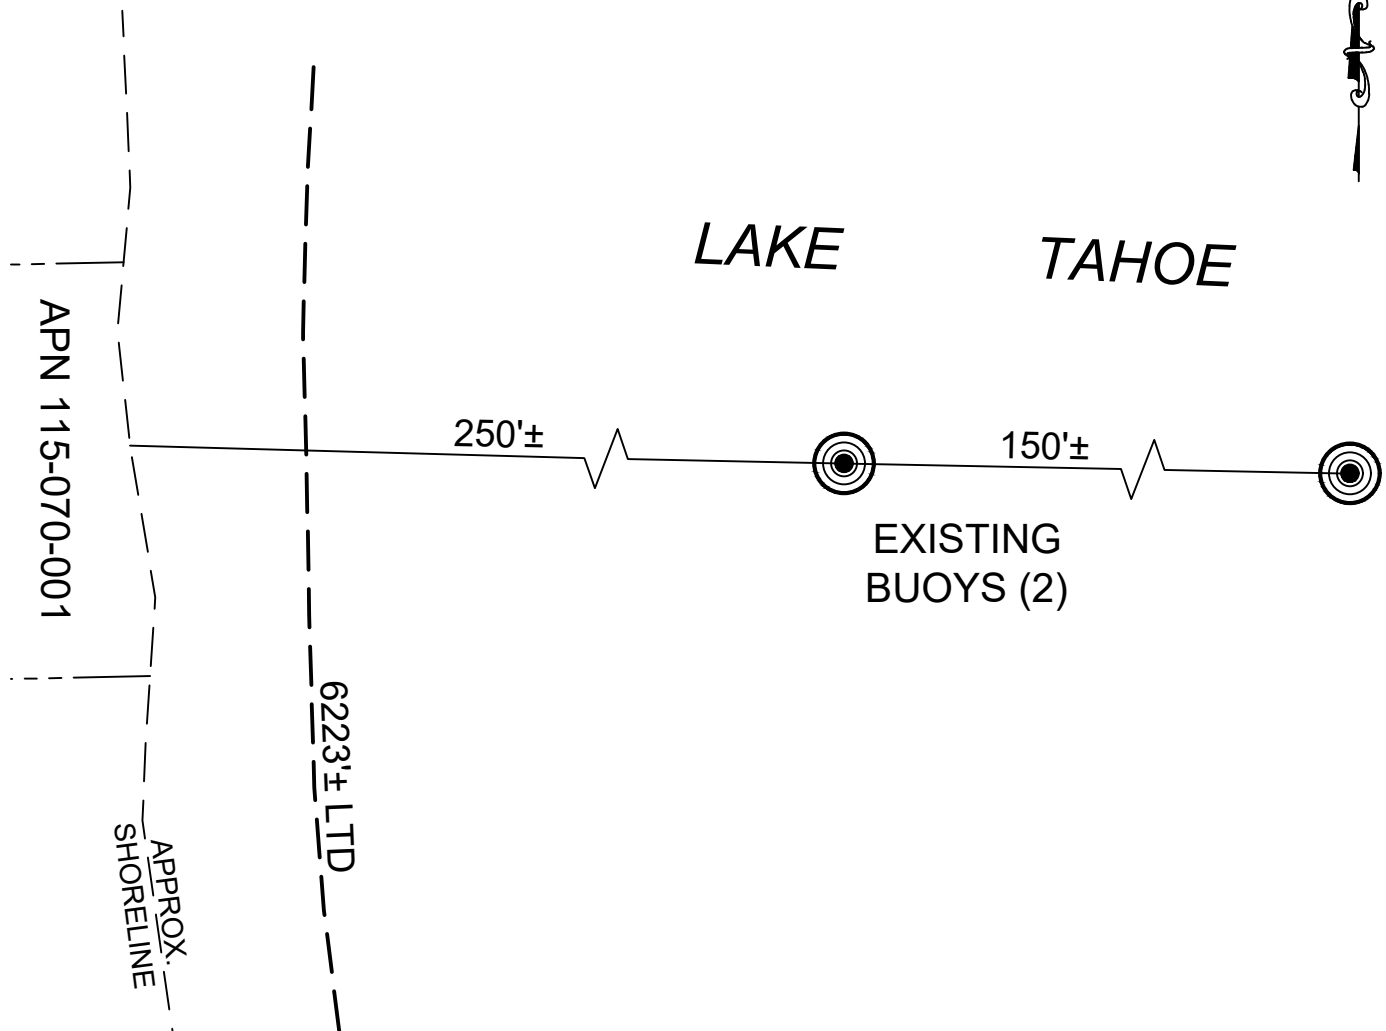 LAKE TAHOE
APN 115-070-001
250'±
150'±
EXISTING
BUOYS (2)
6223'± LTD
APPROX.
SHORELINE